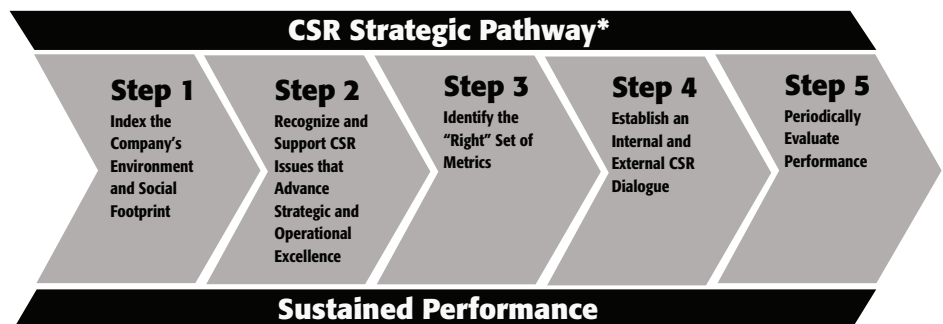 CSR Strategic Pathway*
Step 1
Index the
Company's
Environment
and Social
Footprint
Step 2
Recognize and
Support CSR
Issues that
Advance
Strategic and
Operational
Excellence
Step 3
Identify the
“Right” Set of
Metrics
Step 4
Establish an
Internal and
External CSR
Dialogue
Step 5
Periodically
Evaluate
Performance
Sustained Performance